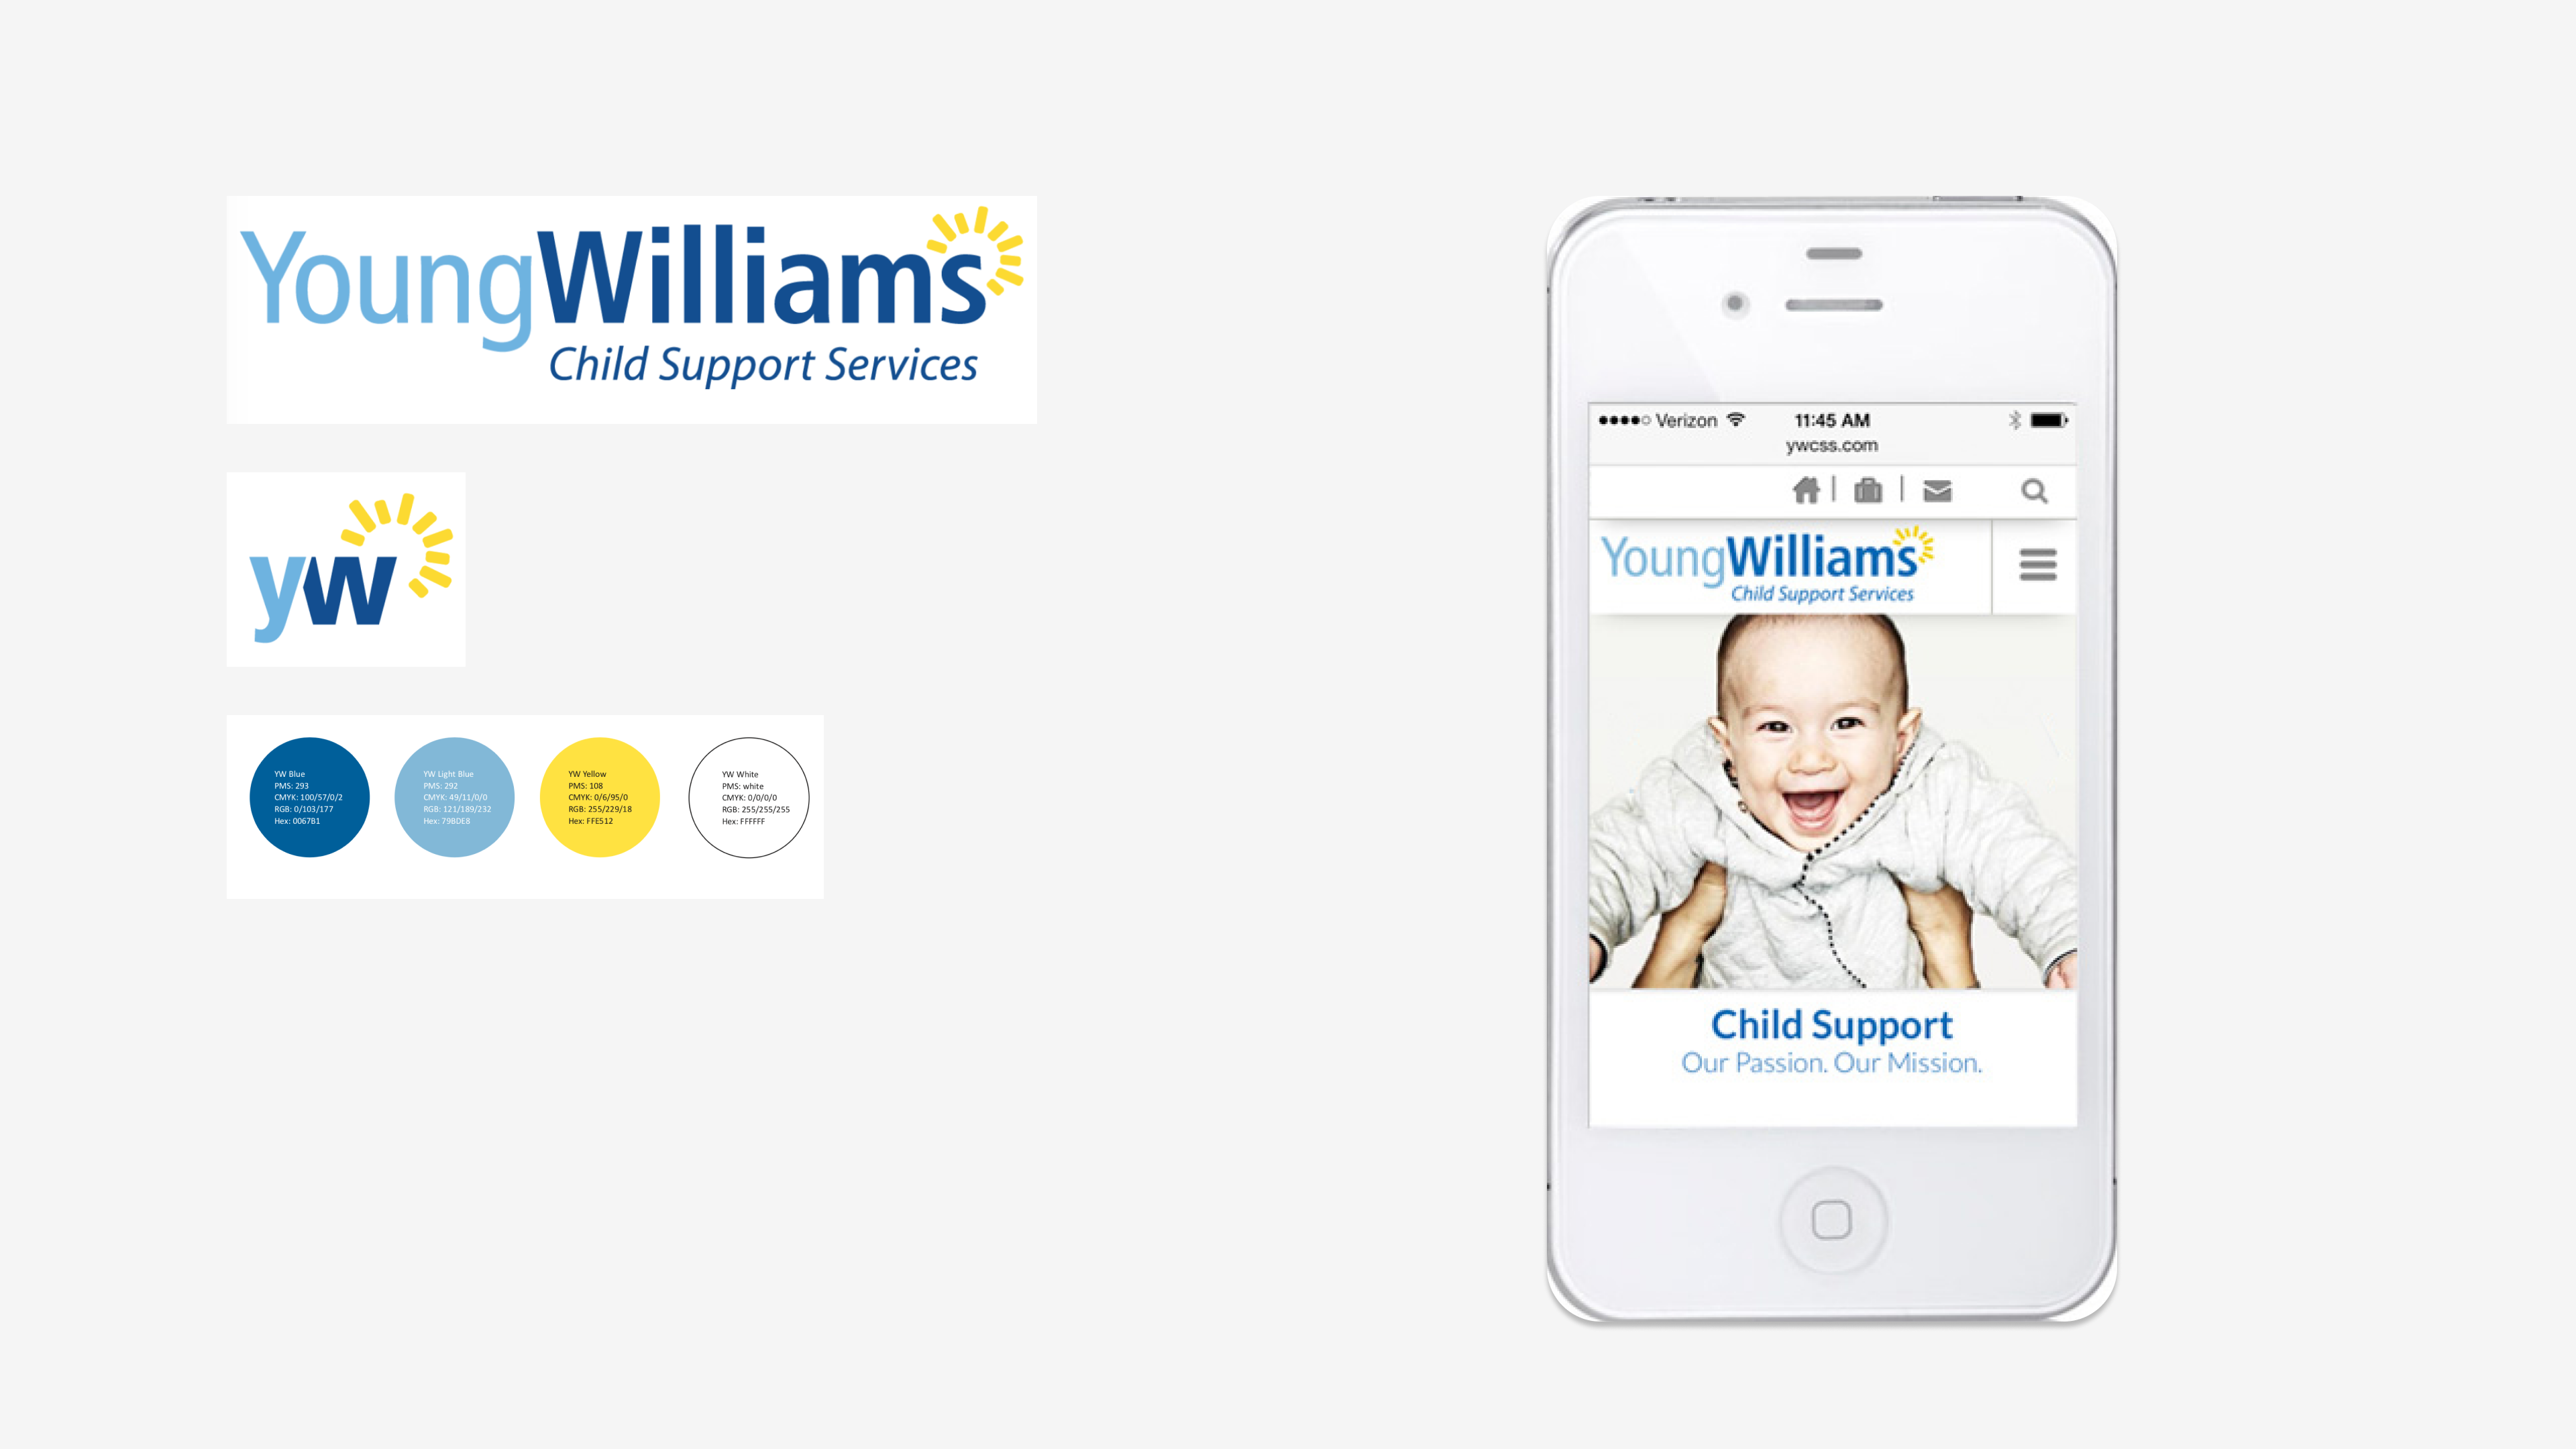 YoungWilliams
Child Support Services
yw
YW Blue
PMS: 293
CMYK: 100/57/0/2
RGB: 0/103/177
Hex: 0067B1
YW Light Blue
PMS: 292
CMYK: 49/11/0/0
RGB: 121/189/232
Hex: 79BDE8
YW Yellow
PMS: 108
CMYK: 0/6/95/0
RGB: 255/229/18
Hex: FFE512
YW White
PMS: white
CMYK: 0/0/0/0
RGB: 255/255/255
Hex: FFFFFF
Verizon 11:45 AM
ywcss.com
YoungWilliams
Child Support Services
Child Support
Our Passion. Our Mission.